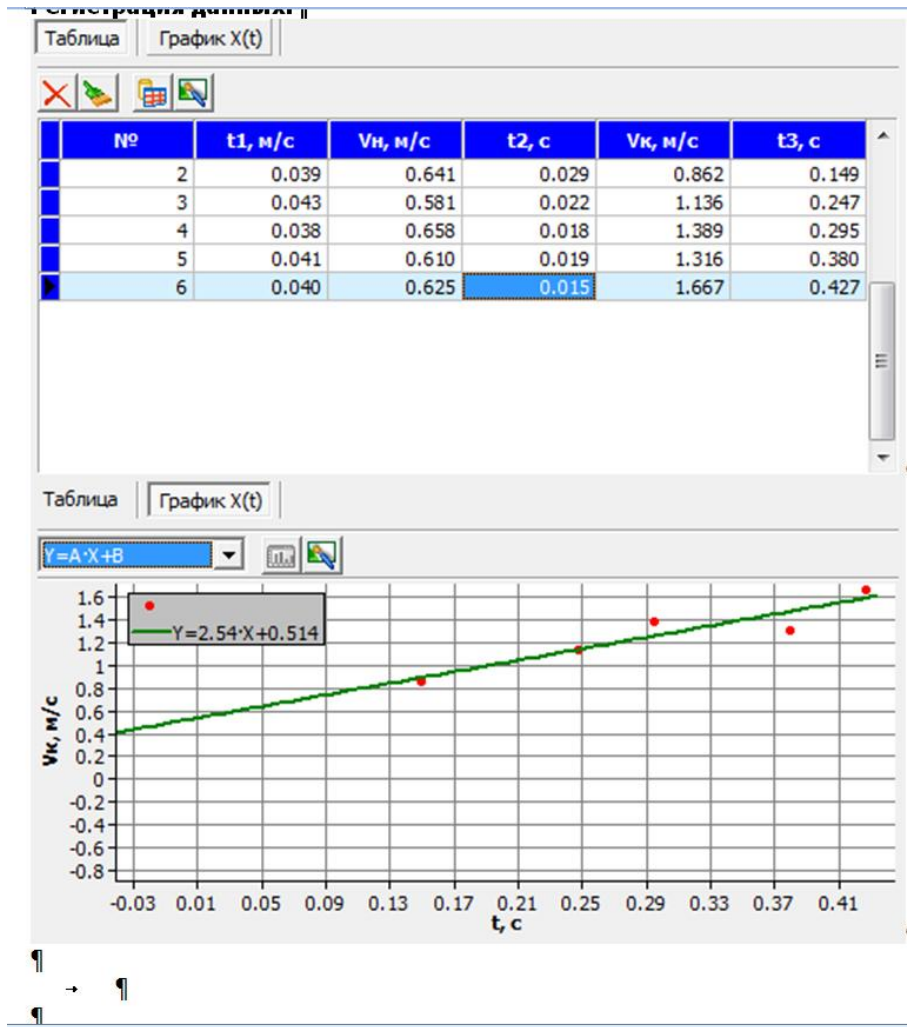 Регистрация данных:¶
Таблица График X(t)
№ t1, м/с Vн, м/с t2, с Vк, м/с t3, с
2 0.039 0.641 0.029 0.862 0.149
3 0.043 0.581 0.022 1.136 0.247
4 0.038 0.658 0.018 1.389 0.295
5 0.041 0.610 0.019 1.316 0.380
6 0.040 0.625 0.015 1.667 0.427
Таблица График X(t)
Y=A·X+B
Y=2.54·X+0.514
1.6
1.4
1.2
1
0.8
0.6
0.4
0.2
0
-0.2
-0.4
-0.6
-0.8
Vк, м/с
-0.03 0.01 0.05 0.09 0.13 0.17 0.21 0.25 0.29 0.33 0.37 0.41
t, с
¶
→ ¶
¶